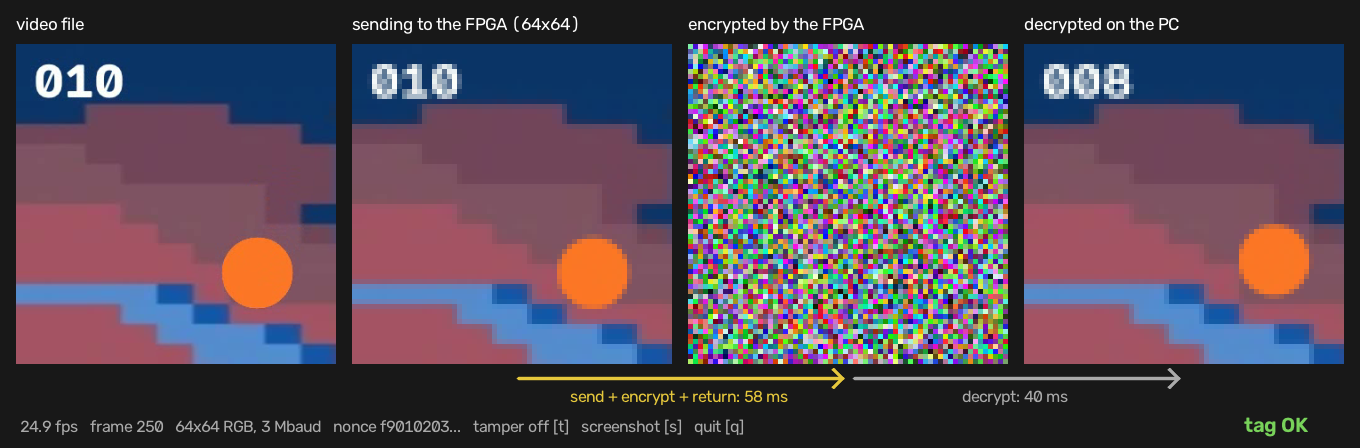 video file
sending to the FPGA (64x64)
encrypted by the FPGA
decrypted on the PC
010
010
008
send + encrypt + return: 58 ms
decrypt: 40 ms
24.9 fps frame 250 64x64 RGB, 3 Mbaud nonce f9010203... tamper off [t] screenshot [s] quit [q]
tag OK